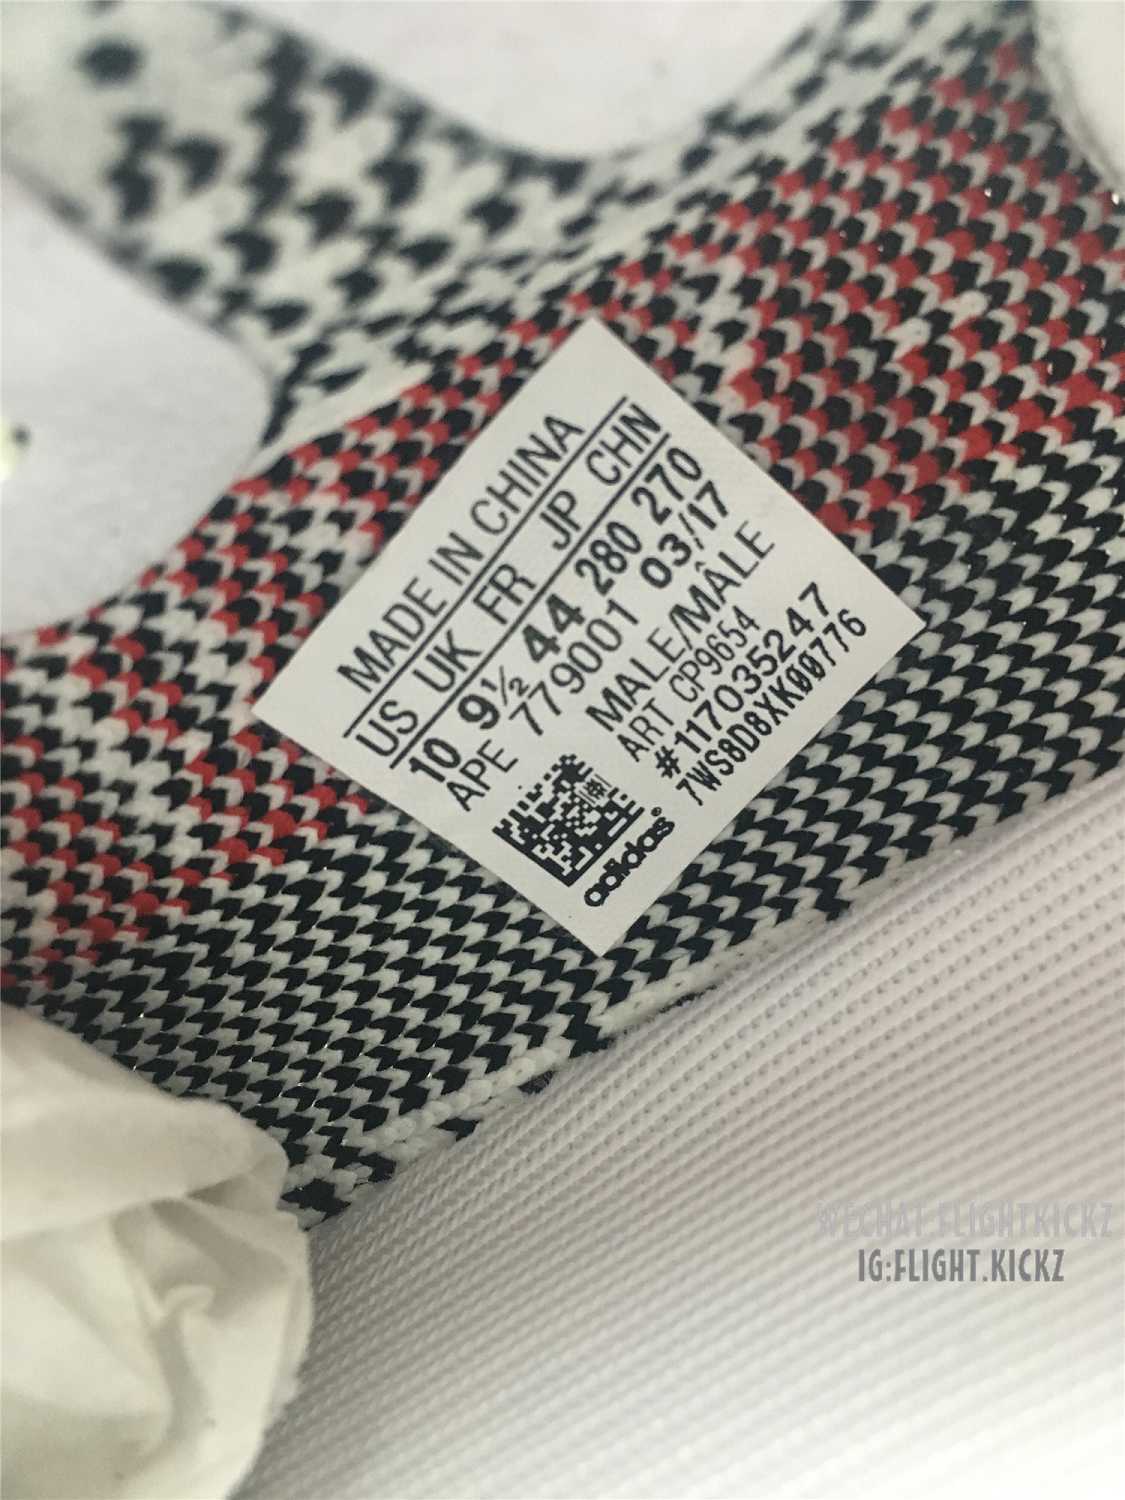 MADE IN CHINA
US UK FR JP CHN
10 9½ 44 280 270
APE 779001 03/17
MALE/MÂLE
ART CP9654
#117035247
7WS8D8XK00776
adidas®
WECHAT FLIGHTKICKZ
IG:FLIGHT.KICKZ